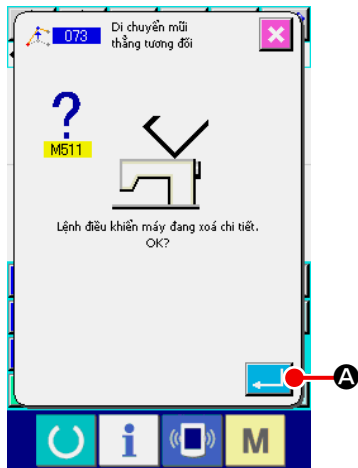 073
Di chuyển mũi
thẳng tương đối
?
M511
Lệnh điều khiển máy đang xoá chi tiết.
OK?
A
i
M